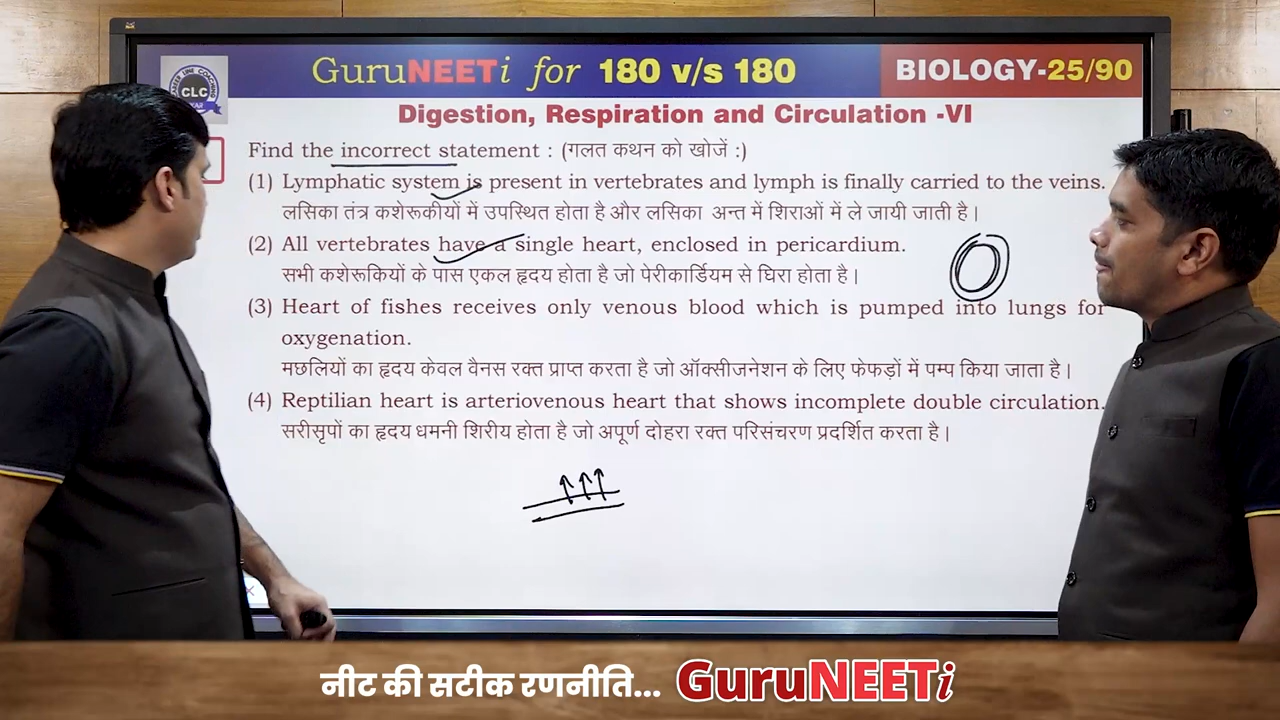 GuruNEETi for 180 v/s 180
BIOLOGY-25/90
CLC
Digestion, Respiration and Circulation -VI
Find the incorrect statement : (गलत कथन को खोजें :)
(1) Lymphatic system is present in vertebrates and lymph is finally carried to the veins.
लसिका तंत्र कशेरूकीयों में उपस्थित होता है और लसिका अन्त में शिराओं में ले जायी जाती है।
(2) All vertebrates have a single heart, enclosed in pericardium.
सभी कशेरूकियों के पास एकल हृदय होता है जो पेरीकार्डियम से घिरा होता है।
(3) Heart of fishes receives only venous blood which is pumped into lungs for
oxygenation.
मछलियों का हृदय केवल वैनस रक्त प्राप्त करता है जो ऑक्सीजनेशन के लिए फेफड़ों में पम्प किया जाता है।
(4) Reptilian heart is arteriovenous heart that shows incomplete double circulation.
सरीसृपों का हृदय धमनी शिरीय होता है जो अपूर्ण दोहरा रक्त परिसंचरण प्रदर्शित करता है।
नीट की सटीक रणनीति... GuruNEETi